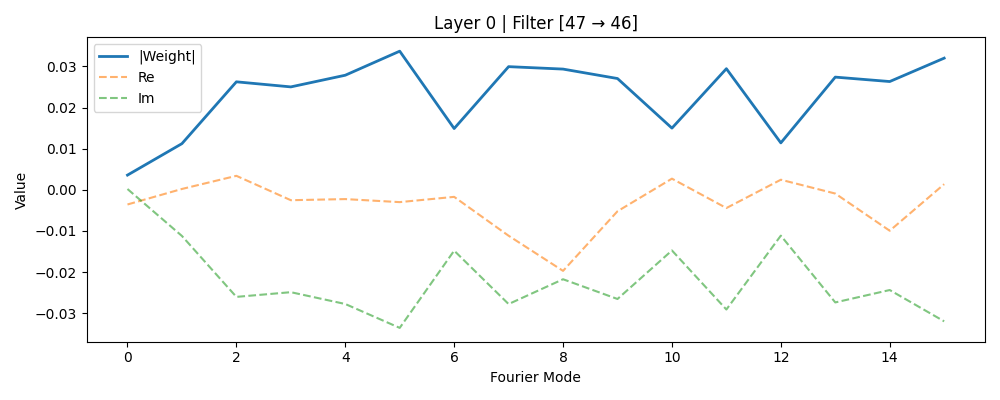 Layer 0 | Filter [47 → 46]
|Weight|
Re
Im
0.03
0.02
0.01
0.00
−0.01
−0.02
−0.03
Value
0 2 4 6 8 10 12 14
Fourier Mode